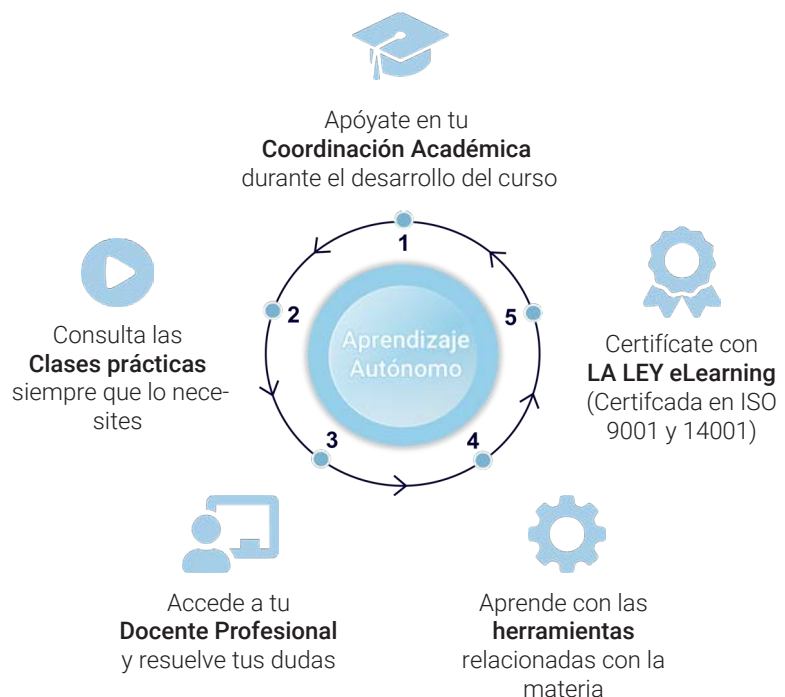 Apóyate en tu
Coordinación Académica
durante el desarrollo del curso
1
2
Consulta las
Clases prácticas
siempre que lo nece-
sites
Aprendizaje
Autónomo
5
Certifícate con
LA LEY eLearning
(Certifcada en ISO
9001 y 14001)
3
4
Accede a tu
Docente Profesional
y resuelve tus dudas
Aprende con las
herramientas
relacionadas con la
materia